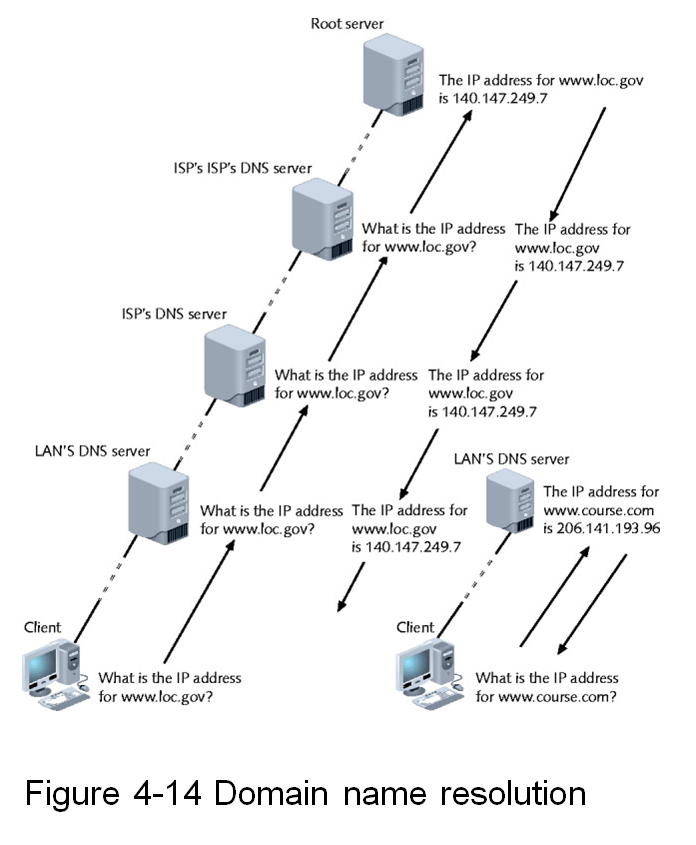 Root server
The IP address for www.loc.gov
is 140.147.249.7
ISP's ISP's DNS server
What is the IP address
for www.loc.gov?
The IP address for
www.loc.gov
is 140.147.249.7
ISP's DNS server
What is the IP address
for www.loc.gov?
The IP address for
www.loc.gov
is 140.147.249.7
LAN'S DNS server
What is the IP address
for www.loc.gov?
The IP address for
www.loc.gov
is 140.147.249.7
LAN'S DNS server
The IP address for
www.course.com
is 206.141.193.96
Client
What is the IP address
for www.loc.gov?
Client
What is the IP address
for www.course.com?
Figure 4-14 Domain name resolution